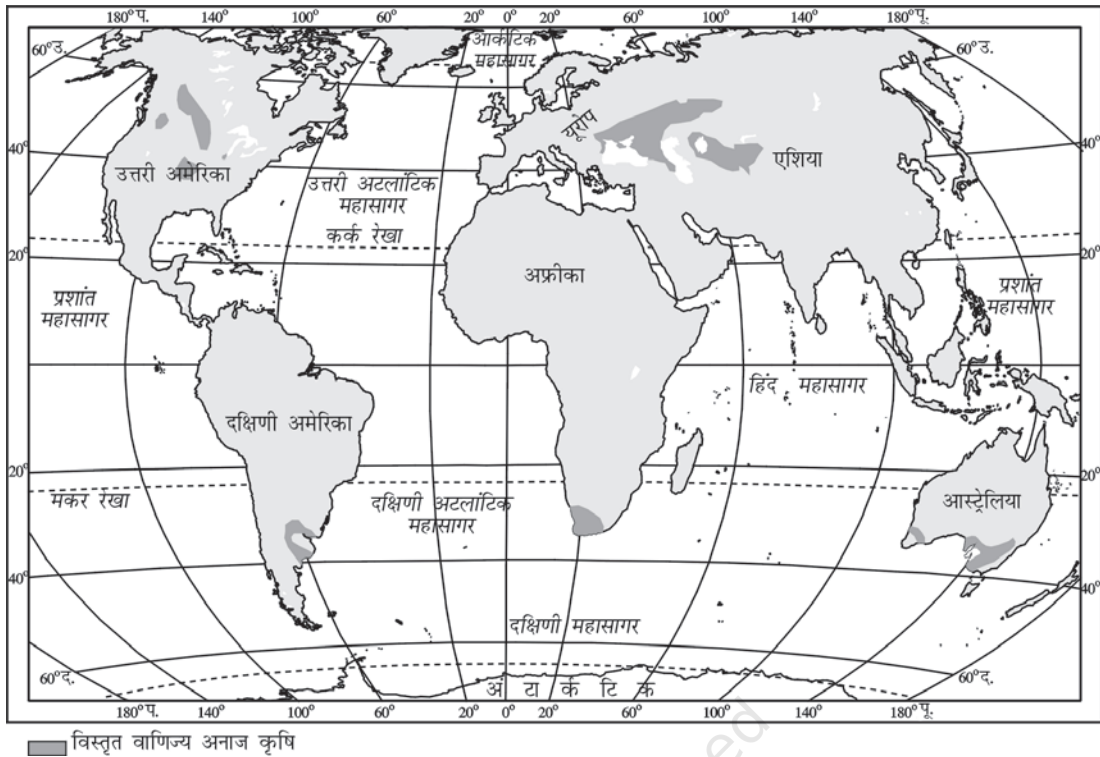 180° प. 140° 100° 60° 20° 0° 20° 60° 100° 140° 180° पू.
60° उ. 60° उ.
आर्कटिक
महासागर
यूरोप
40° 40°
उत्तरी अमेरिका
एशिया
उत्तरी अटलांटिक
महासागर
कर्क रेखा
20° 20°
अफ्रीका
प्रशांत
महासागर
प्रशांत
महासागर
हिंद महासागर
दक्षिणी अमेरिका
20° 20°
मकर रेखा
दक्षिणी अटलांटिक
महासागर
आस्ट्रेलिया
40° 40°
दक्षिणी महासागर
60° द. 60° द.
अं टा र्क टि क
180° प. 140° 100° 60° 20° 0° 20° 60° 100° 140° 180° पू.
विस्तृत वाणिज्य अनाज कृषि